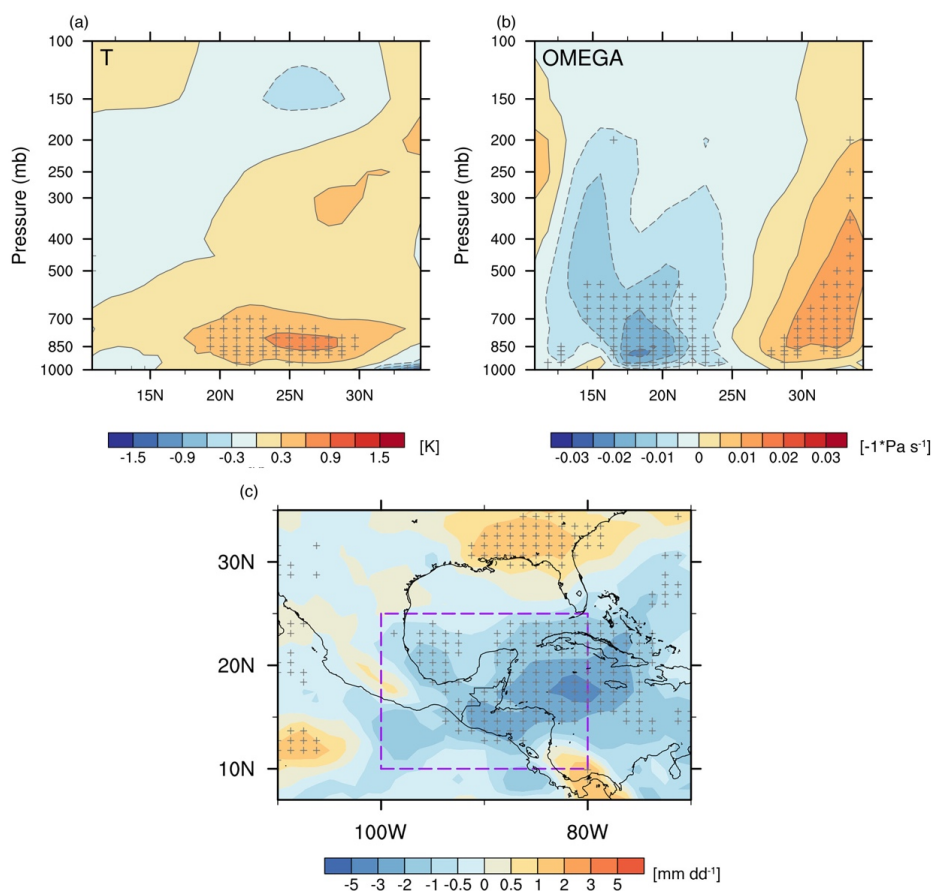 (a)
(b)
T
OMEGA
100
150
200
250
300
400
500
700
850
1000
Pressure (mb)
15N 20N 25N 30N
100
150
200
250
300
400
500
700
850
1000
Pressure (mb)
15N 20N 25N 30N
-1.5 -0.9 -0.3 0.3 0.9 1.5 [K]
-0.03 -0.02 -0.01 0 0.01 0.02 0.03 [-1*Pa s-1]
(c)
30N
20N
10N
100W 80W
-5 -3 -2 -1 -0.5 0 0.5 1 2 3 5 [mm dd-1]